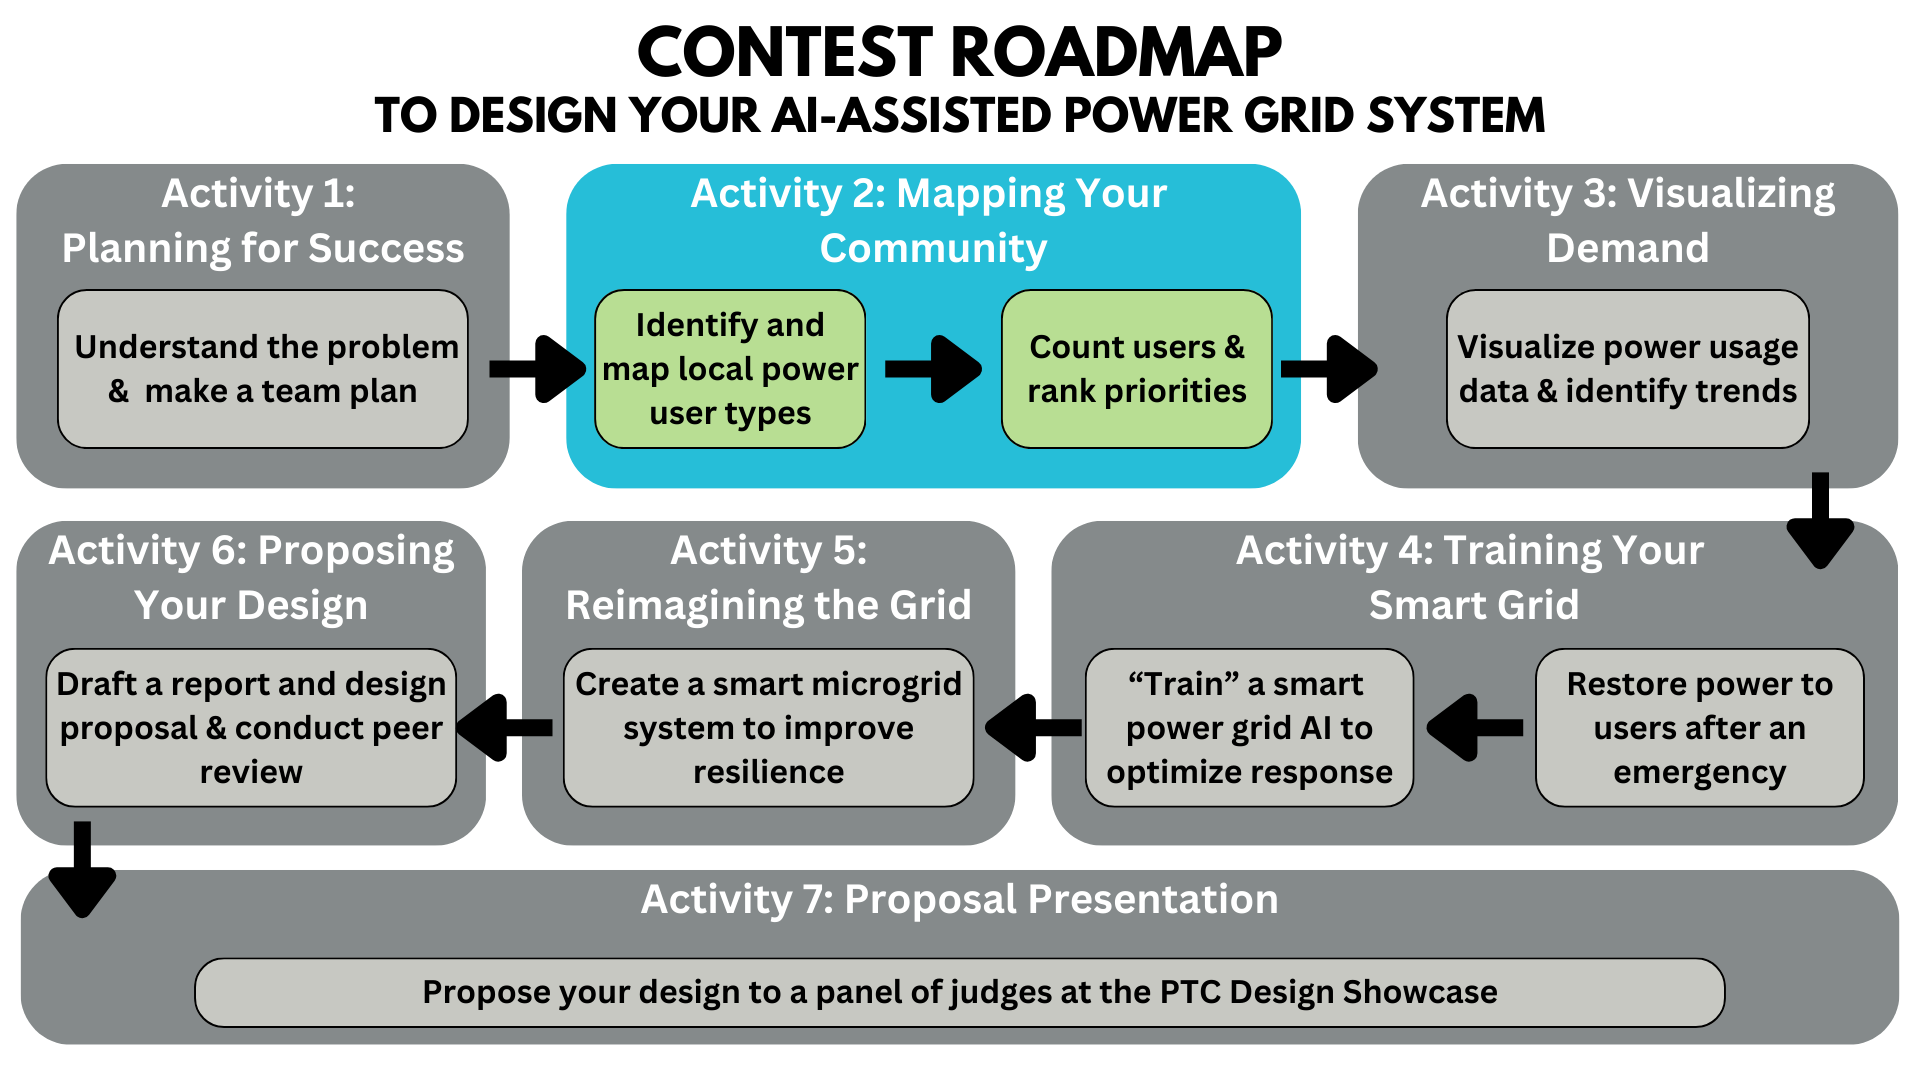 CONTEST ROADMAP
TO DESIGN YOUR AI-ASSISTED POWER GRID SYSTEM
Activity 1:
Planning for Success
Understand the problem
& make a team plan
Activity 2: Mapping Your
Community
Identify and
map local power
user types
Count users &
rank priorities
Activity 3: Visualizing
Demand
Visualize power usage
data & identify trends
Activity 4: Training Your
Smart Grid
Restore power to
users after an
emergency
“Train” a smart
power grid AI to
optimize response
Activity 5:
Reimagining the Grid
Create a smart microgrid
system to improve
resilience
Activity 6: Proposing
Your Design
Draft a report and design
proposal & conduct peer
review
Activity 7: Proposal Presentation
Propose your design to a panel of judges at the PTC Design Showcase